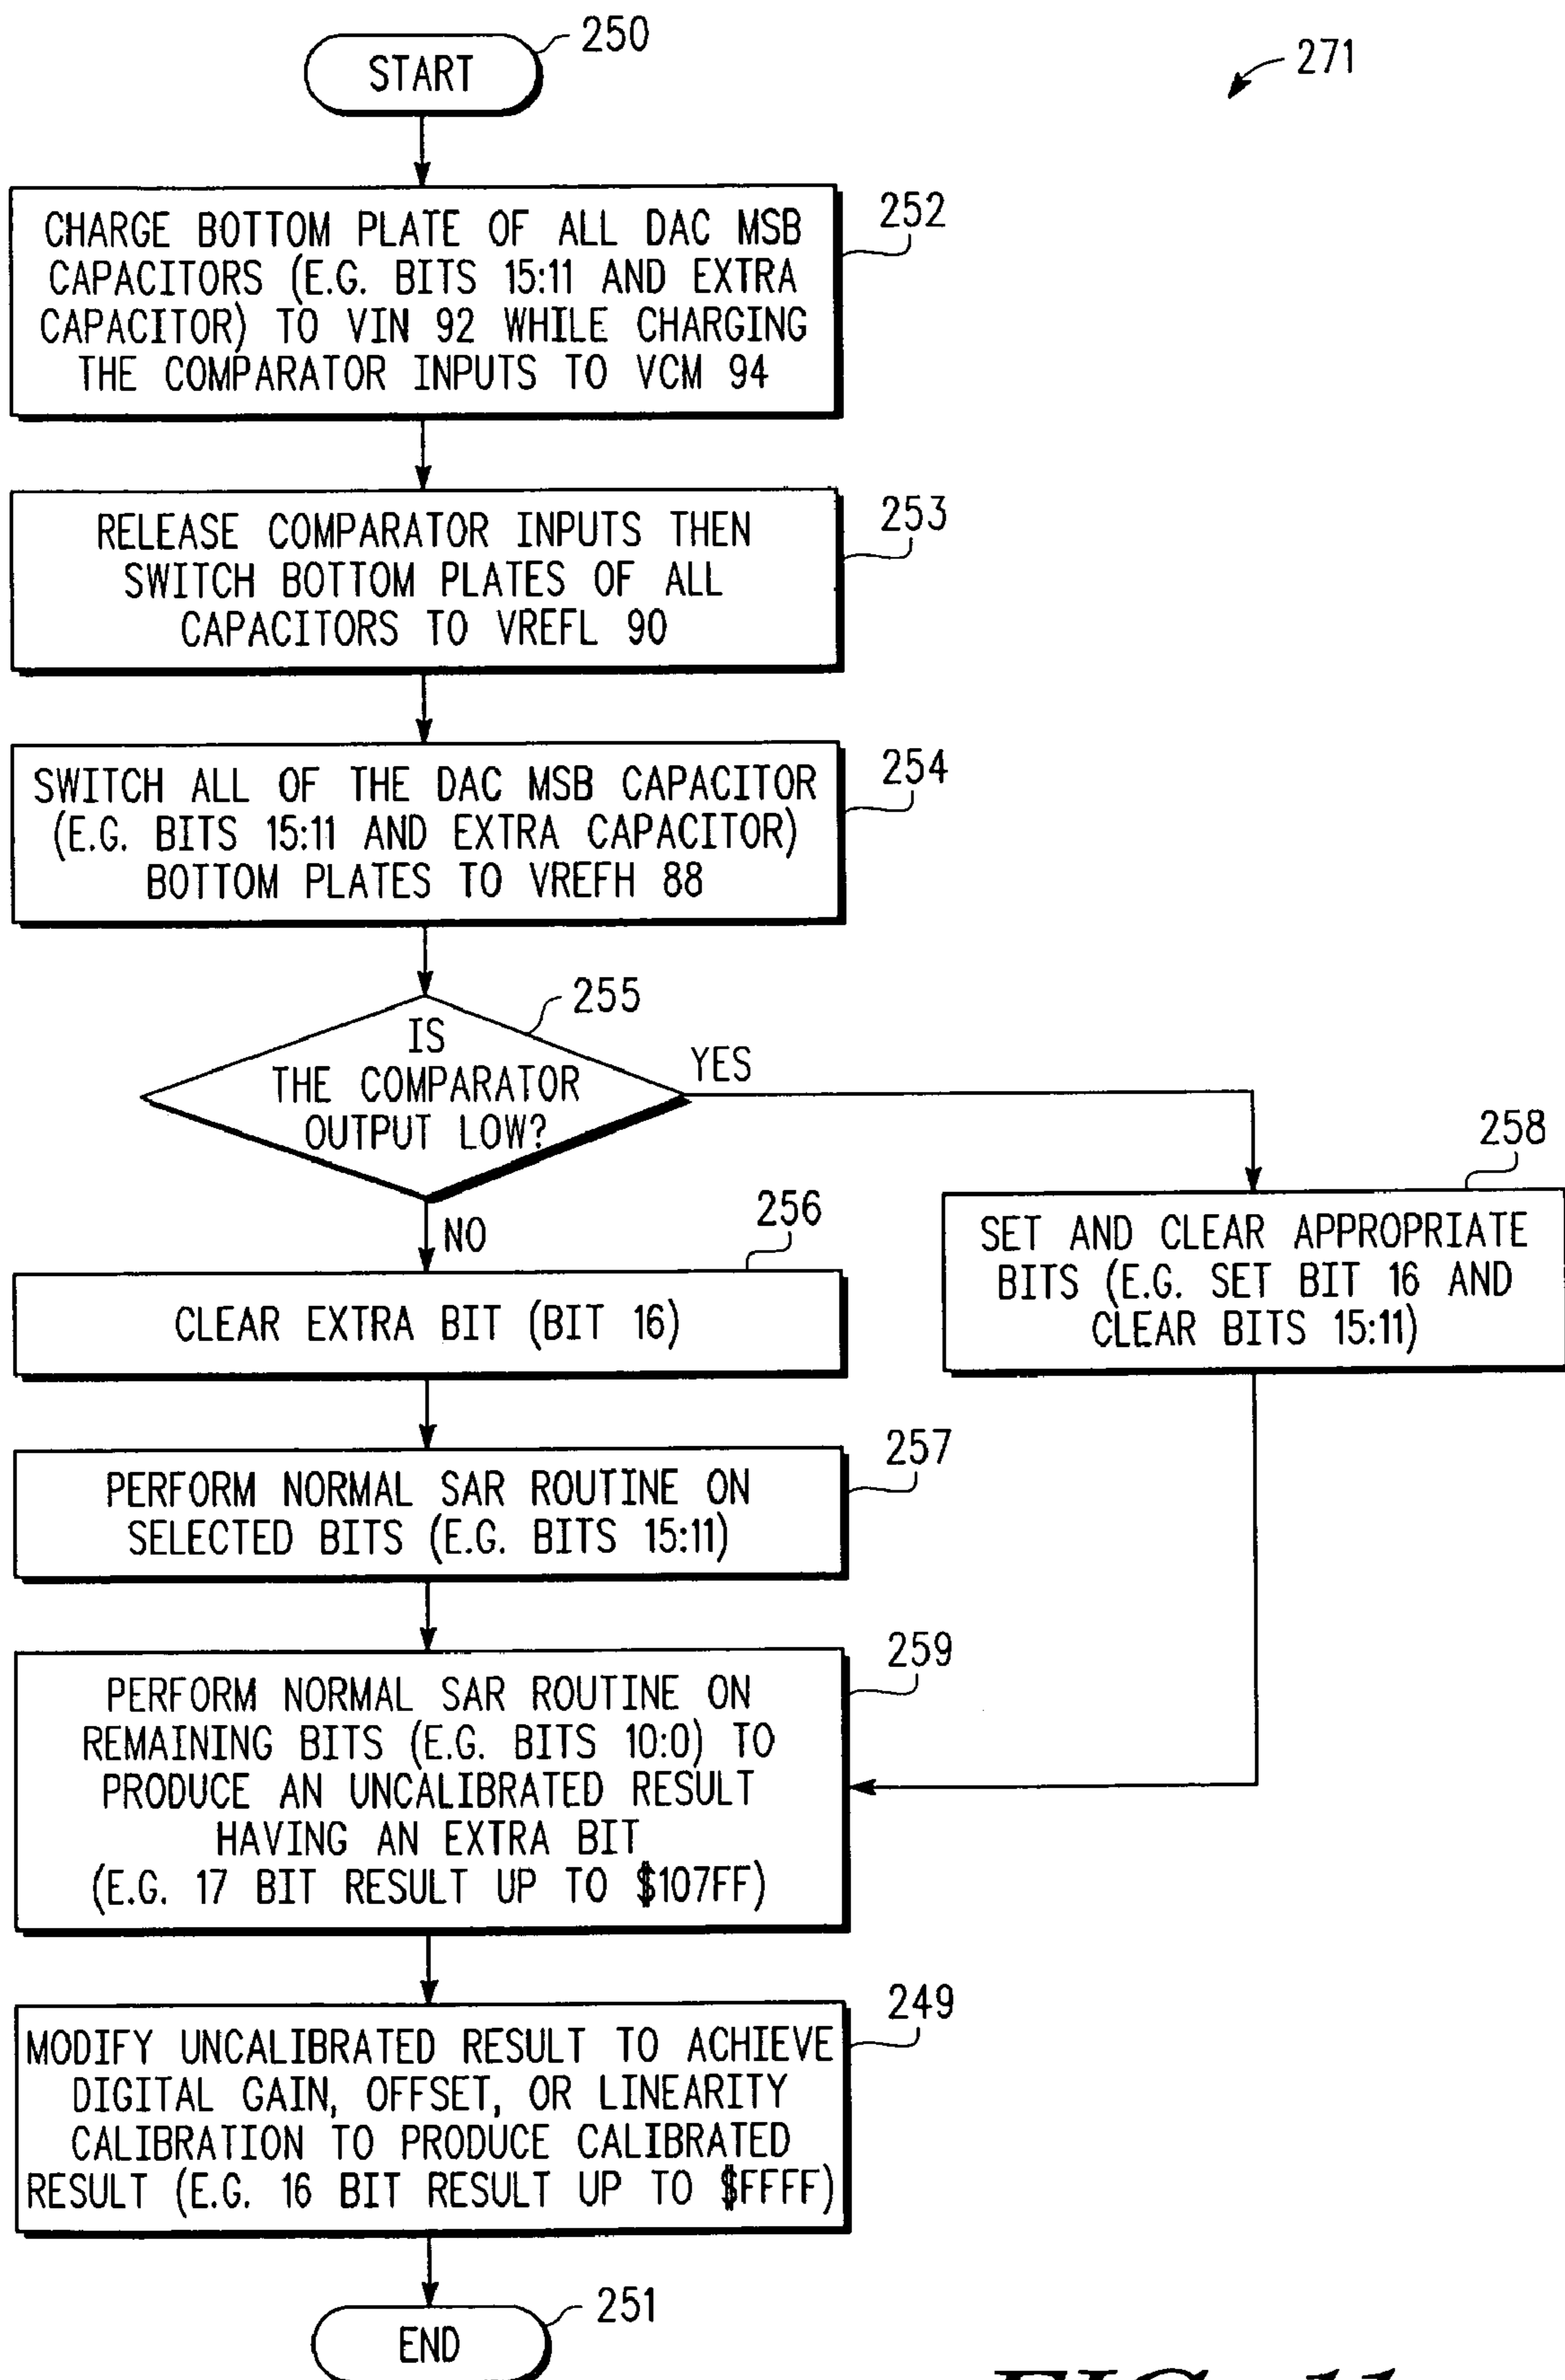 START
250
271
CHARGE BOTTOM PLATE OF ALL DAC MSB
CAPACITORS (E.G. BITS 15:11 AND EXTRA
CAPACITOR) TO VIN 92 WHILE CHARGING
THE COMPARATOR INPUTS TO VCM 94
252
RELEASE COMPARATOR INPUTS THEN
SWITCH BOTTOM PLATES OF ALL
CAPACITORS TO VREFL 90
253
SWITCH ALL OF THE DAC MSB CAPACITOR
(E.G. BITS 15:11 AND EXTRA CAPACITOR)
BOTTOM PLATES TO VREFH 88
254
IS
THE COMPARATOR
OUTPUT LOW?
255
YES
NO
258
SET AND CLEAR APPROPRIATE
BITS (E.G. SET BIT 16 AND
CLEAR BITS 15:11)
256
CLEAR EXTRA BIT (BIT 16)
257
PERFORM NORMAL SAR ROUTINE ON
SELECTED BITS (E.G. BITS 15:11)
259
PERFORM NORMAL SAR ROUTINE ON
REMAINING BITS (E.G. BITS 10:0) TO
PRODUCE AN UNCALIBRATED RESULT
HAVING AN EXTRA BIT
(E.G. 17 BIT RESULT UP TO $107FF)
249
MODIFY UNCALIBRATED RESULT TO ACHIEVE
DIGITAL GAIN, OFFSET, OR LINEARITY
CALIBRATION TO PRODUCE CALIBRATED
RESULT (E.G. 16 BIT RESULT UP TO $FFFF)
251
END